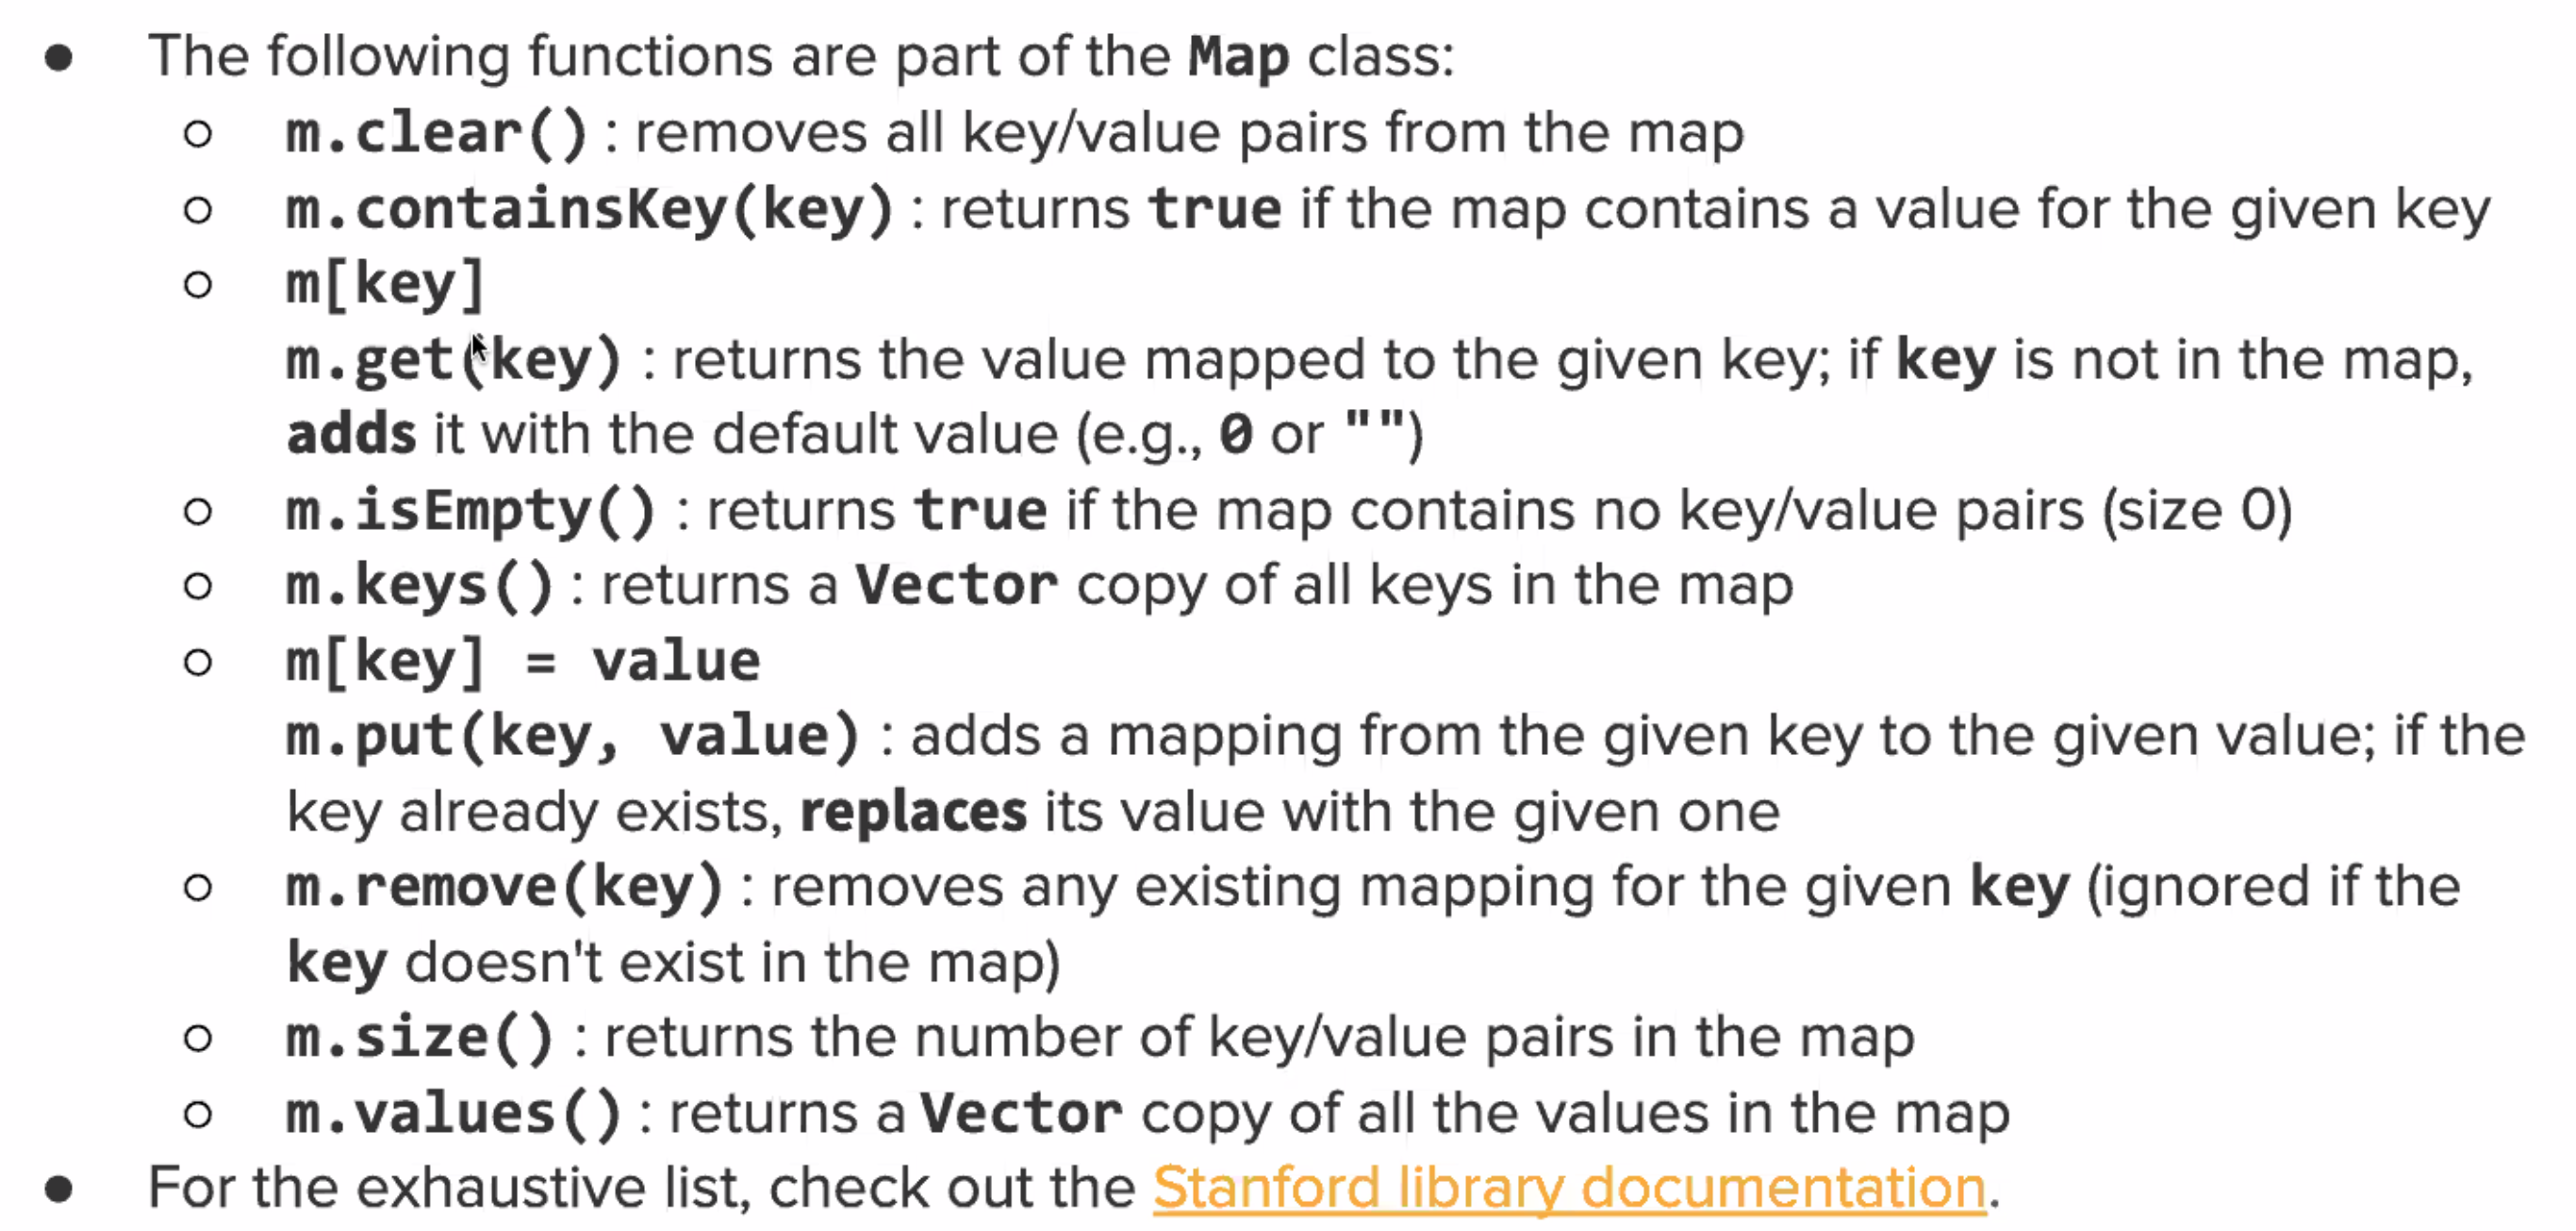 ● The following functions are part of the Map class:
○ m.clear() : removes all key/value pairs from the map
○ m.containsKey(key) : returns true if the map contains a value for the given key
○ m[key]
m.get(key) : returns the value mapped to the given key; if key is not in the map,
adds it with the default value (e.g., 0 or "")
○ m.isEmpty() : returns true if the map contains no key/value pairs (size 0)
○ m.keys() : returns a Vector copy of all keys in the map
○ m[key] = value
m.put(key, value) : adds a mapping from the given key to the given value; if the
key already exists, replaces its value with the given one
○ m.remove(key) : removes any existing mapping for the given key (ignored if the
key doesn't exist in the map)
○ m.size() : returns the number of key/value pairs in the map
○ m.values() : returns a Vector copy of all the values in the map
● For the exhaustive list, check out the Stanford library documentation.